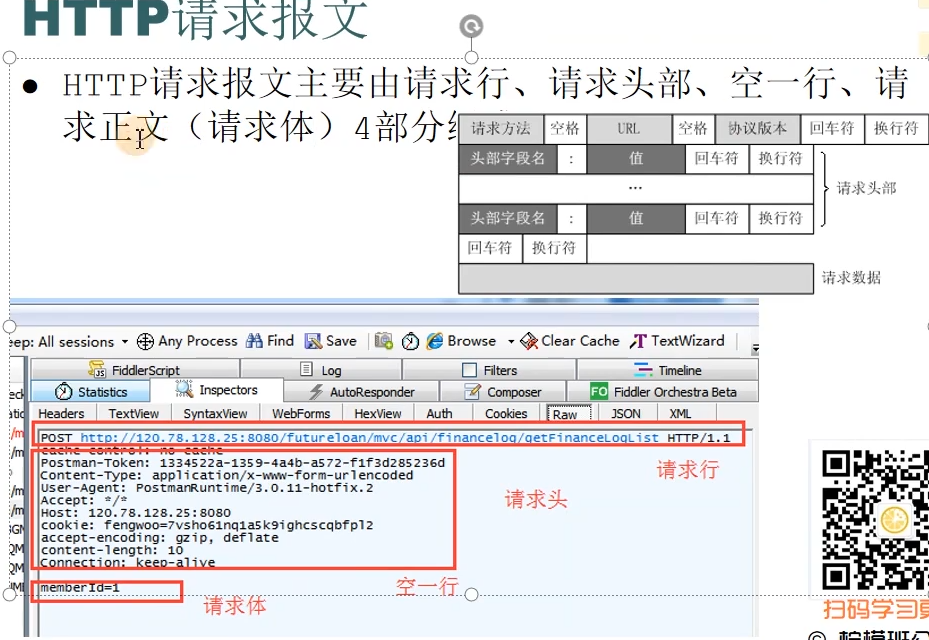 HTTP请求报文
● HTTP请求报文主要由请求行、请求头部、空一行、请
求正文（请求体）4部分
请求方法 空格 URL 空格 协议版本 回车符 换行符
头部字段名 : 值 回车符 换行符
… 请求头部
头部字段名 : 值 回车符 换行符
回车符 换行符
请求数据
eep: All sessions Any Process Find Save Browse Clear Cache TextWizard
FiddlerScript Log Filters Timeline
Statistics Inspectors AutoResponder Composer FO Fiddler Orchestra Beta
Headers TextView SyntaxView WebForms HexView Auth Cookies Raw JSON XML
POST http://120.78.128.25:8080/futureloan/mvc/api/financelog/getFinanceLogList HTTP/1.1
cache-control: no-cache
请求行
Postman-Token: 1334522a-1359-4a4b-a572-f1f3d285236d
Content-Type: application/x-www-form-urlencoded
User-Agent: PostmanRuntime/3.0.11-hotfix.2
Accept: */*
请求头
Host: 120.78.128.25:8080
cookie: fengwoo=7vsho61nq1a5k9ighcscqbfpl2
accept-encoding: gzip, deflate
content-length: 10
Connection: keep-alive
空一行
memberId=1
请求体
扫码学习
柠檬班